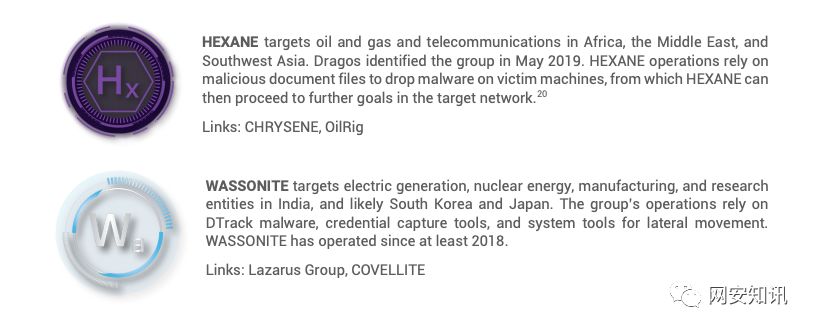 Hx
HEXANE targets oil and gas and telecommunications in Africa, the Middle East, and
Southwest Asia. Dragos identified the group in May 2019. HEXANE operations rely on
malicious document files to drop malware on victim machines, from which HEXANE can
then proceed to further goals in the target network.20
Links: CHRYSENE, OilRig
Wa
WASSONITE targets electric generation, nuclear energy, manufacturing, and research
entities in India, and likely South Korea and Japan. The group's operations rely on
DTrack malware, credential capture tools, and system tools for lateral movement.
WASSONITE has operated since at least 2018.
Links: Lazarus Group, COVELLITE
网安知讯